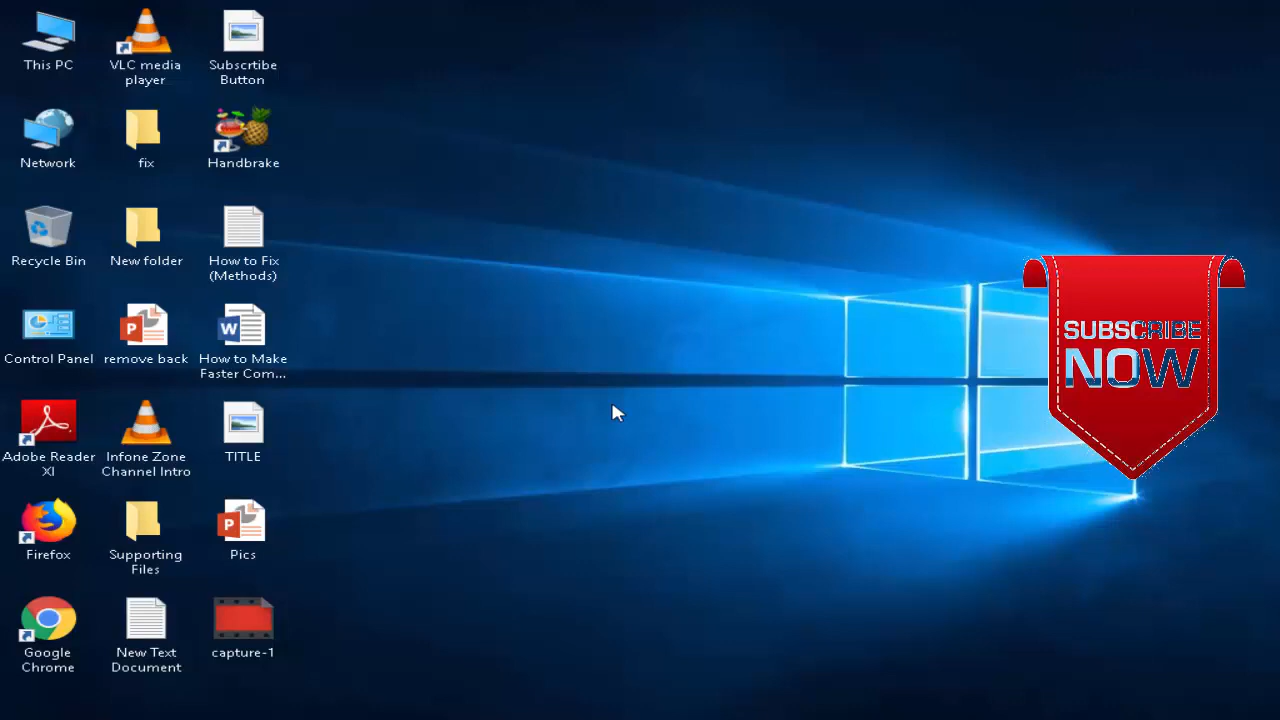 This PC
VLC media
player
Subscrtibe
Button
Network
fix
Handbrake
Recycle Bin
New folder
How to Fix
(Methods)
Control Panel
remove back
How to Make
Faster Com...
Adobe Reader
XI
Infone Zone
Channel Intro
TITLE
Firefox
Supporting
Files
Pics
Google
Chrome
New Text
Document
capture-1
SUBSCRIBE
NOW